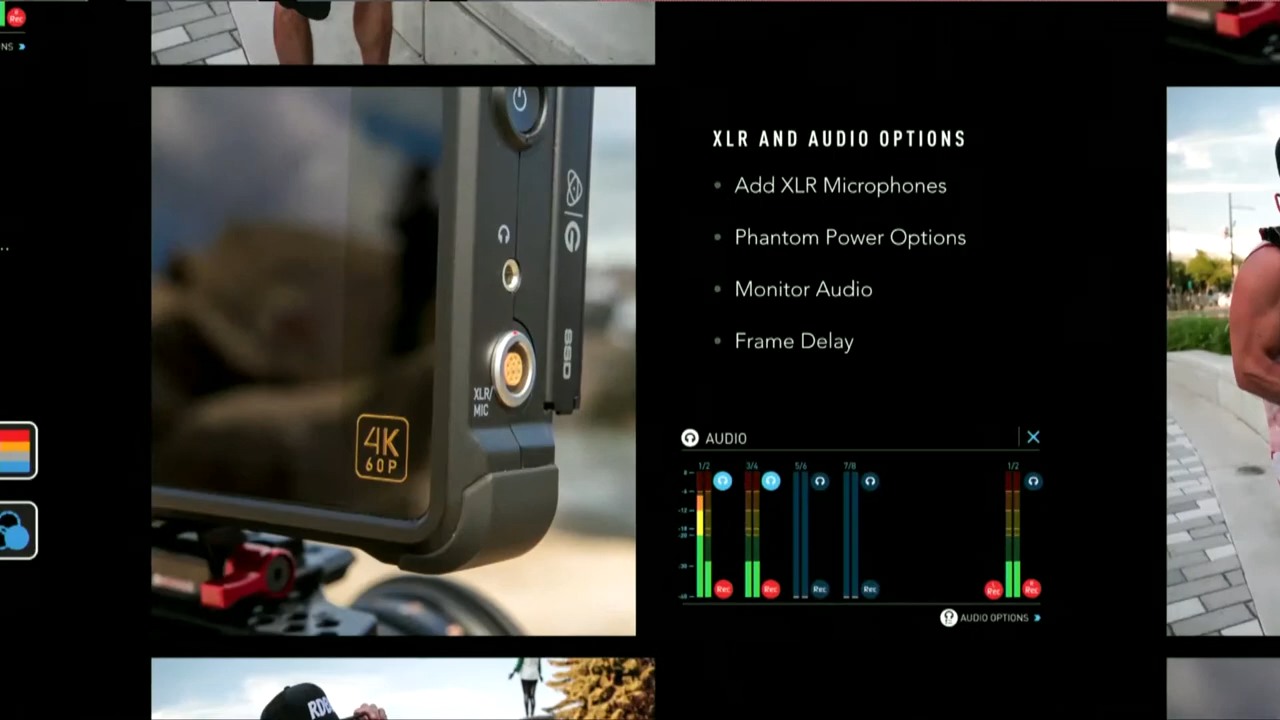 Rec
NS
XLR AND AUDIO OPTIONS
• Add XLR Microphones
• Phantom Power Options
• Monitor Audio
• Frame Delay
G
SSD
XLR/
MIC
4K
60P
AUDIO
1/2 3/4 5/6 7/8 1/2
Rec Rec Rec Rec Rec Rec
AUDIO OPTIONS